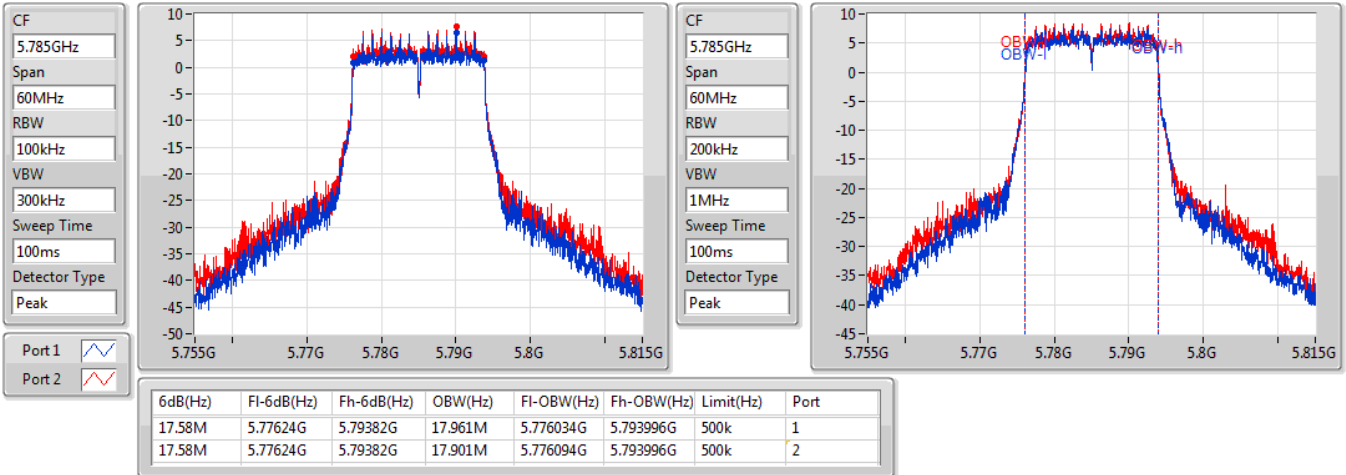 CF
5.785GHz
Span
60MHz
RBW
100kHz
VBW
300kHz
Sweep Time
100ms
Detector Type
Peak
Port 1
Port 2
10
5
0
-5
-10
-15
-20
-25
-30
-35
-40
-45
-50
5.755G 5.77G 5.78G 5.79G 5.8G 5.815G
CF
5.785GHz
Span
60MHz
RBW
200kHz
VBW
1MHz
Sweep Time
100ms
Detector Type
Peak
10
5
0
-5
-10
-15
-20
-25
-30
-35
-40
-45
OBW-l
OBW-h
5.755G 5.77G 5.78G 5.79G 5.8G 5.815G
6dB(Hz) Fl-6dB(Hz) Fh-6dB(Hz) OBW(Hz) Fl-OBW(Hz) Fh-OBW(Hz) Limit(Hz) Port
17.58M 5.77624G 5.79382G 17.961M 5.776034G 5.793996G 500k 1
17.58M 5.77624G 5.79382G 17.901M 5.776094G 5.793996G 500k 2